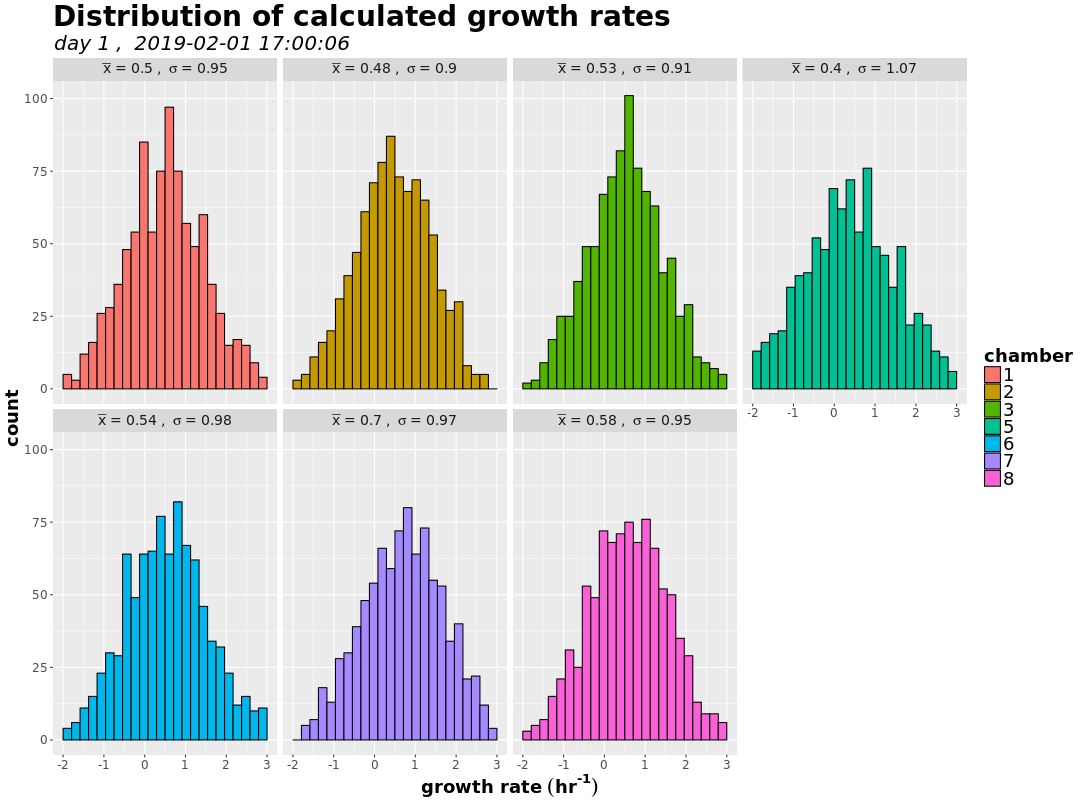 Distribution of calculated growth rates
day 1 ,  2019-02-01 17:00:06
x̅ = 0.5 ,  σ = 0.95
x̅ = 0.48 ,  σ = 0.9
x̅ = 0.53 ,  σ = 0.91
x̅ = 0.4 ,  σ = 1.07
100
75
50
25
0
-2 -1 0 1 2 3
x̅ = 0.54 ,  σ = 0.98
x̅ = 0.7 ,  σ = 0.97
x̅ = 0.58 ,  σ = 0.95
100
75
50
25
0
-2 -1 0 1 2 3
-2 -1 0 1 2 3
-2 -1 0 1 2 3
count
growth rate (hr⁻¹)
chamber
1
2
3
5
6
7
8